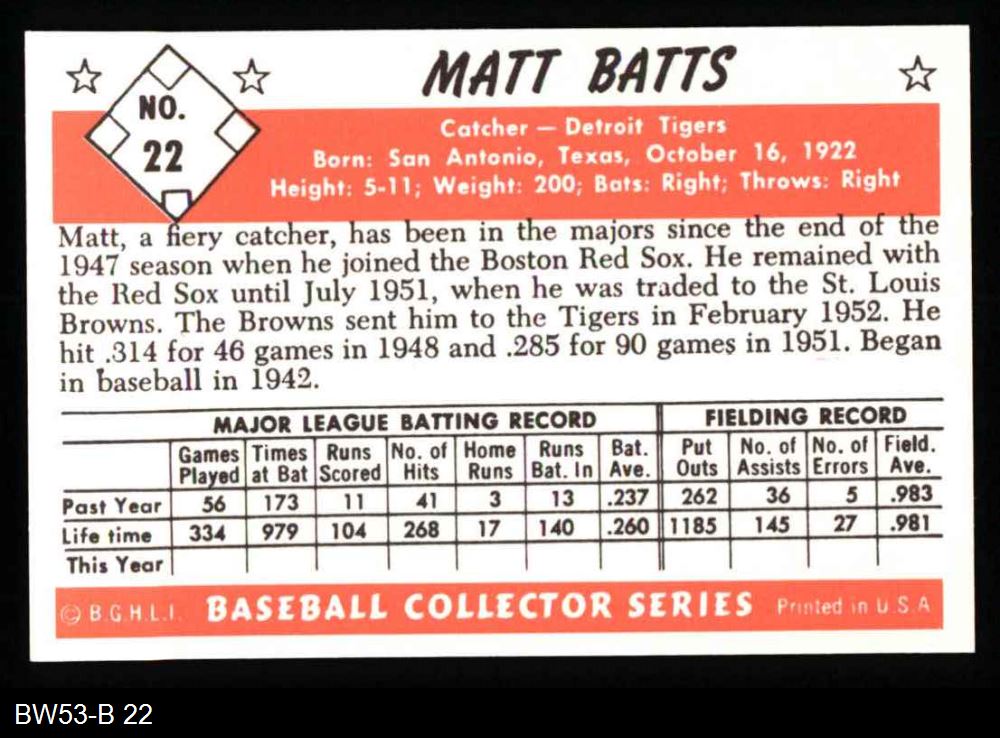 MATT BATTS
NO.
22
Catcher — Detroit Tigers
Born: San Antonio, Texas, October 16, 1922
Height: 5-11; Weight: 200; Bats: Right; Throws: Right
Matt, a fiery catcher, has been in the majors since the end of the
1947 season when he joined the Boston Red Sox. He remained with
the Red Sox until July 1951, when he was traded to the St. Louis
Browns. The Browns sent him to the Tigers in February 1952. He
hit .314 for 46 games in 1948 and .285 for 90 games in 1951. Began
in baseball in 1942.
MAJOR LEAGUE BATTING RECORD FIELDING RECORD
Games Times Runs No. of Home Runs Bat. Put No. of No. of Field.
Played at Bat Scored Hits Runs Bat. In Ave. Outs Assists Errors Ave.
Past Year 56 173 11 41 3 13 .237 262 36 5 .983
Life time 334 979 104 268 17 140 .260 1185 145 27 .981
This Year
© B.G.H.L.I. BASEBALL COLLECTOR SERIES Printed in U.S.A
BW53-B 22